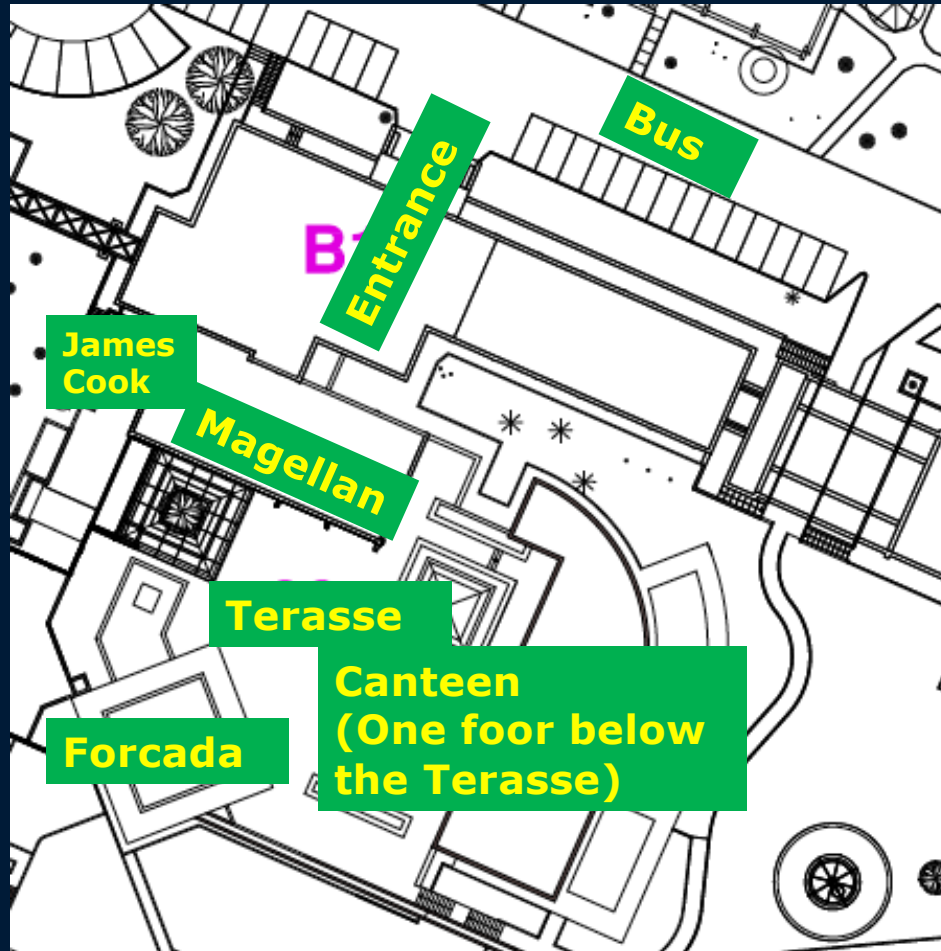 Bus
Entrance
James
Cook
Magellan
Terasse
Canteen
(One foor below
the Terasse)
Forcada